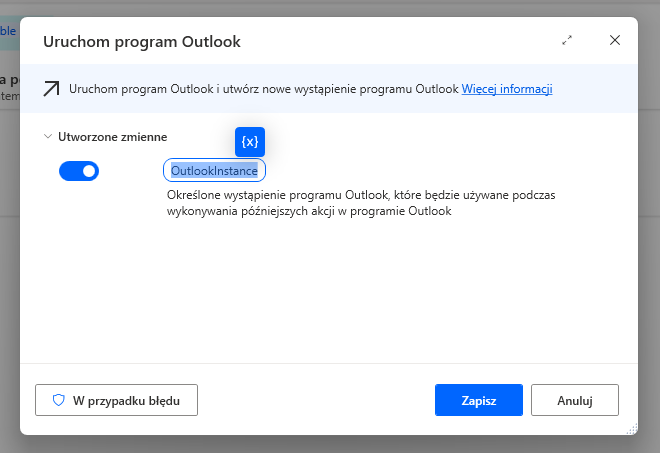 ble
a p
tem
Uruchom program Outlook
Uruchom program Outlook i utwórz nowe wystąpienie programu Outlook Więcej informacji
Utworzone zmienne
{x}
OutlookInstance
Określone wystąpienie programu Outlook, które będzie używane podczas
wykonywania późniejszych akcji w programie Outlook
W przypadku błędu
Zapisz
Anuluj